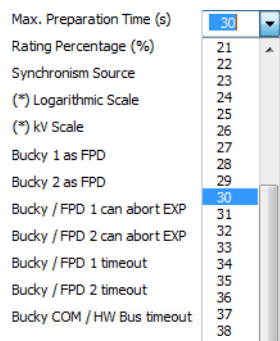 Max. Preparation Time (s) 30
Rating Percentage (%)
Synchronism Source
(*) Logarithmic Scale
(*) kV Scale
Bucky 1 as FPD
Bucky 2 as FPD
Bucky / FPD 1 can abort EXP
Bucky / FPD 2 can abort EXP
Bucky / FPD 1 timeout
Bucky / FPD 2 timeout
Bucky COM / HW Bus timeout
21
22
23
24
25
26
27
28
29
30
31
32
33
34
35
36
37
38